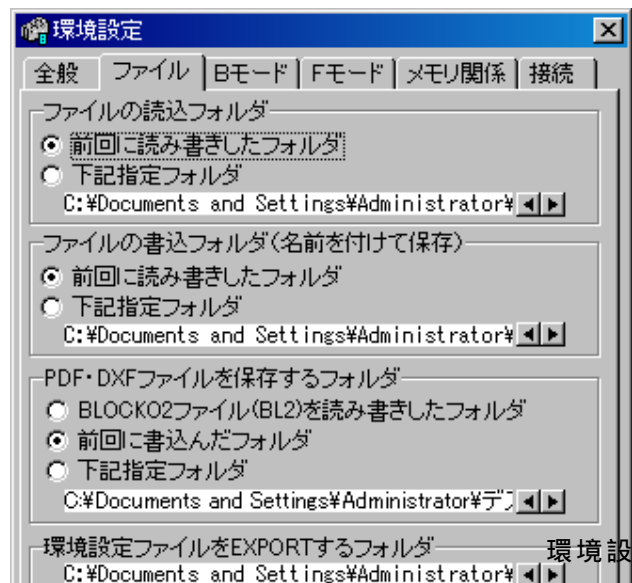 環境設定
全般 ファイル Bモード Fモード メモリ関係 接続
ファイルの読込フォルダ
前回に読み書きしたフォルダ
下記指定フォルダ
C:¥Documents and Settings¥Administrator¥
ファイルの書込フォルダ(名前を付けて保存)
前回に読み書きしたフォルダ
下記指定フォルダ
C:¥Documents and Settings¥Administrator¥
PDF・DXFファイルを保存するフォルダ
BLOCKO2ファイル(BL2)を読み書きしたフォルダ
前回に書込んだフォルダ
下記指定フォルダ
C:¥Documents and Settings¥Administrator¥デ
環境設定ファイルをEXPORTするフォルダ
環境設
C:¥Documents and Settings¥Administrator¥